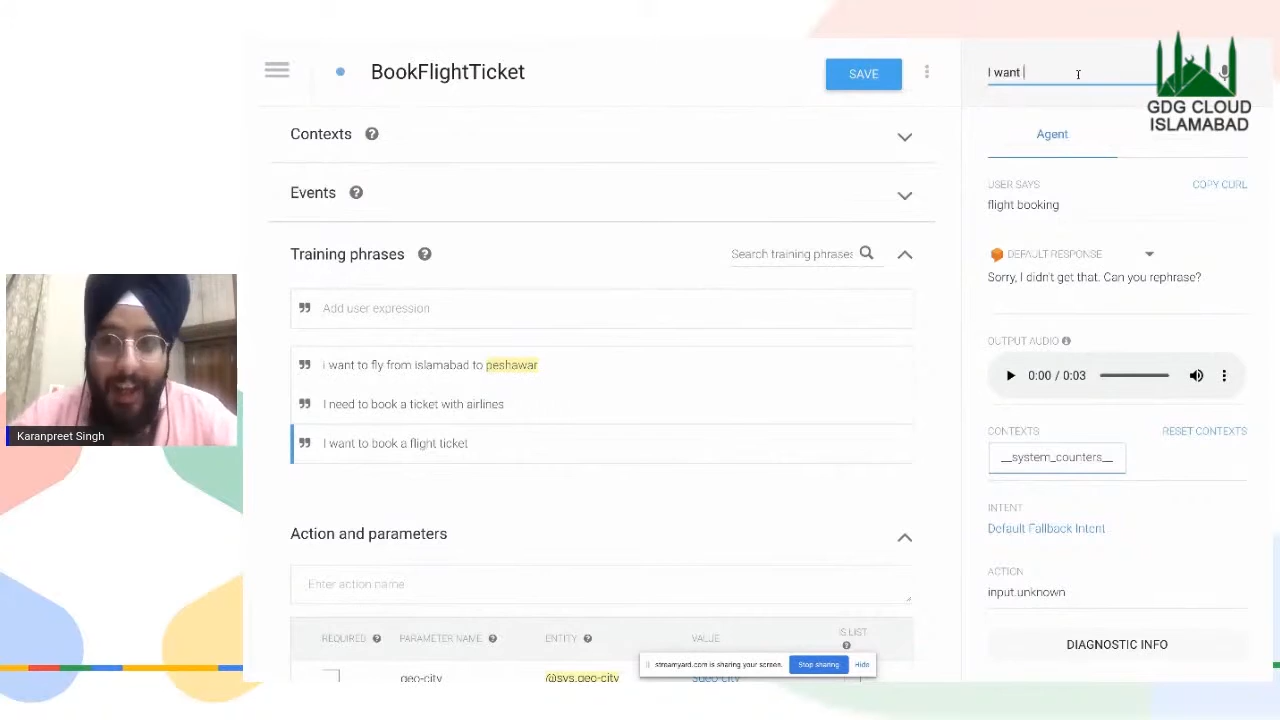 BookFlightTicket
SAVE
I want
GDG CLOUD
ISLAMABAD
Contexts
Events
Training phrases
Search training phrases
Add user expression
i want to fly from islamabad to peshawar
I need to book a ticket with airlines
I want to book a flight ticket
Action and parameters
Enter action name
REQUIRED PARAMETER NAME ENTITY VALUE IS LIST
geo-city @sys.geo-city $geo-city
streamyard.com is sharing your screen. Stop sharing Hide
Agent
USER SAYS COPY CURL
flight booking
DEFAULT RESPONSE
Sorry, I didn't get that. Can you rephrase?
OUTPUT AUDIO
0:00 / 0:03
CONTEXTS RESET CONTEXTS
__system_counters__
INTENT
Default Fallback Intent
ACTION
input.unknown
DIAGNOSTIC INFO
Karanpreet Singh